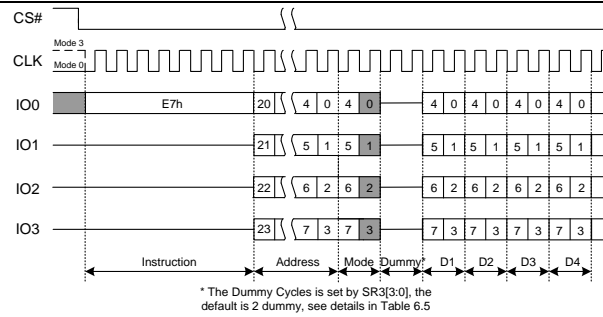 CS#
Mode 3
CLK Mode 0
IO0 E7h 20 4 0 4 0 4 0 4 0 4 0 4 0
IO1 21 5 1 5 1 5 1 5 1 5 1 5 1
IO2 22 6 2 6 2 6 2 6 2 6 2 6 2
IO3 23 7 3 7 3 7 3 7 3 7 3 7 3
Instruction Address Mode Dummy* D1 D2 D3 D4
* The Dummy Cycles is set by SR3[3:0], the
default is 2 dummy, see details in Table 6.5